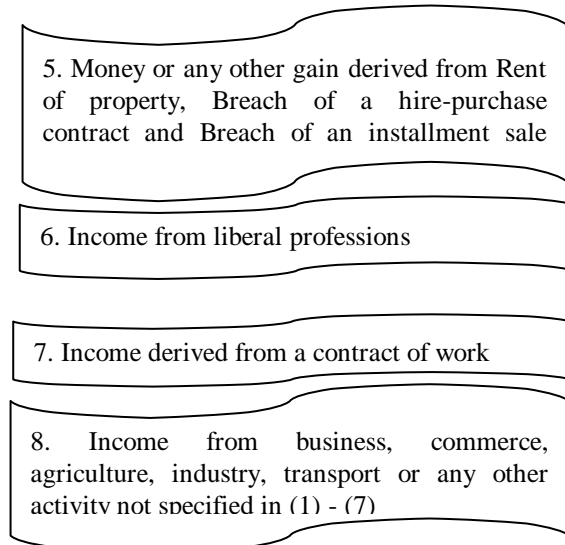 5. Money or any other gain derived from Rent
of property, Breach of a hire-purchase
contract and Breach of an installment sale
6. Income from liberal professions
7. Income derived from a contract of work
8. Income from business, commerce,
agriculture, industry, transport or any other
activity not specified in (1) - (7)